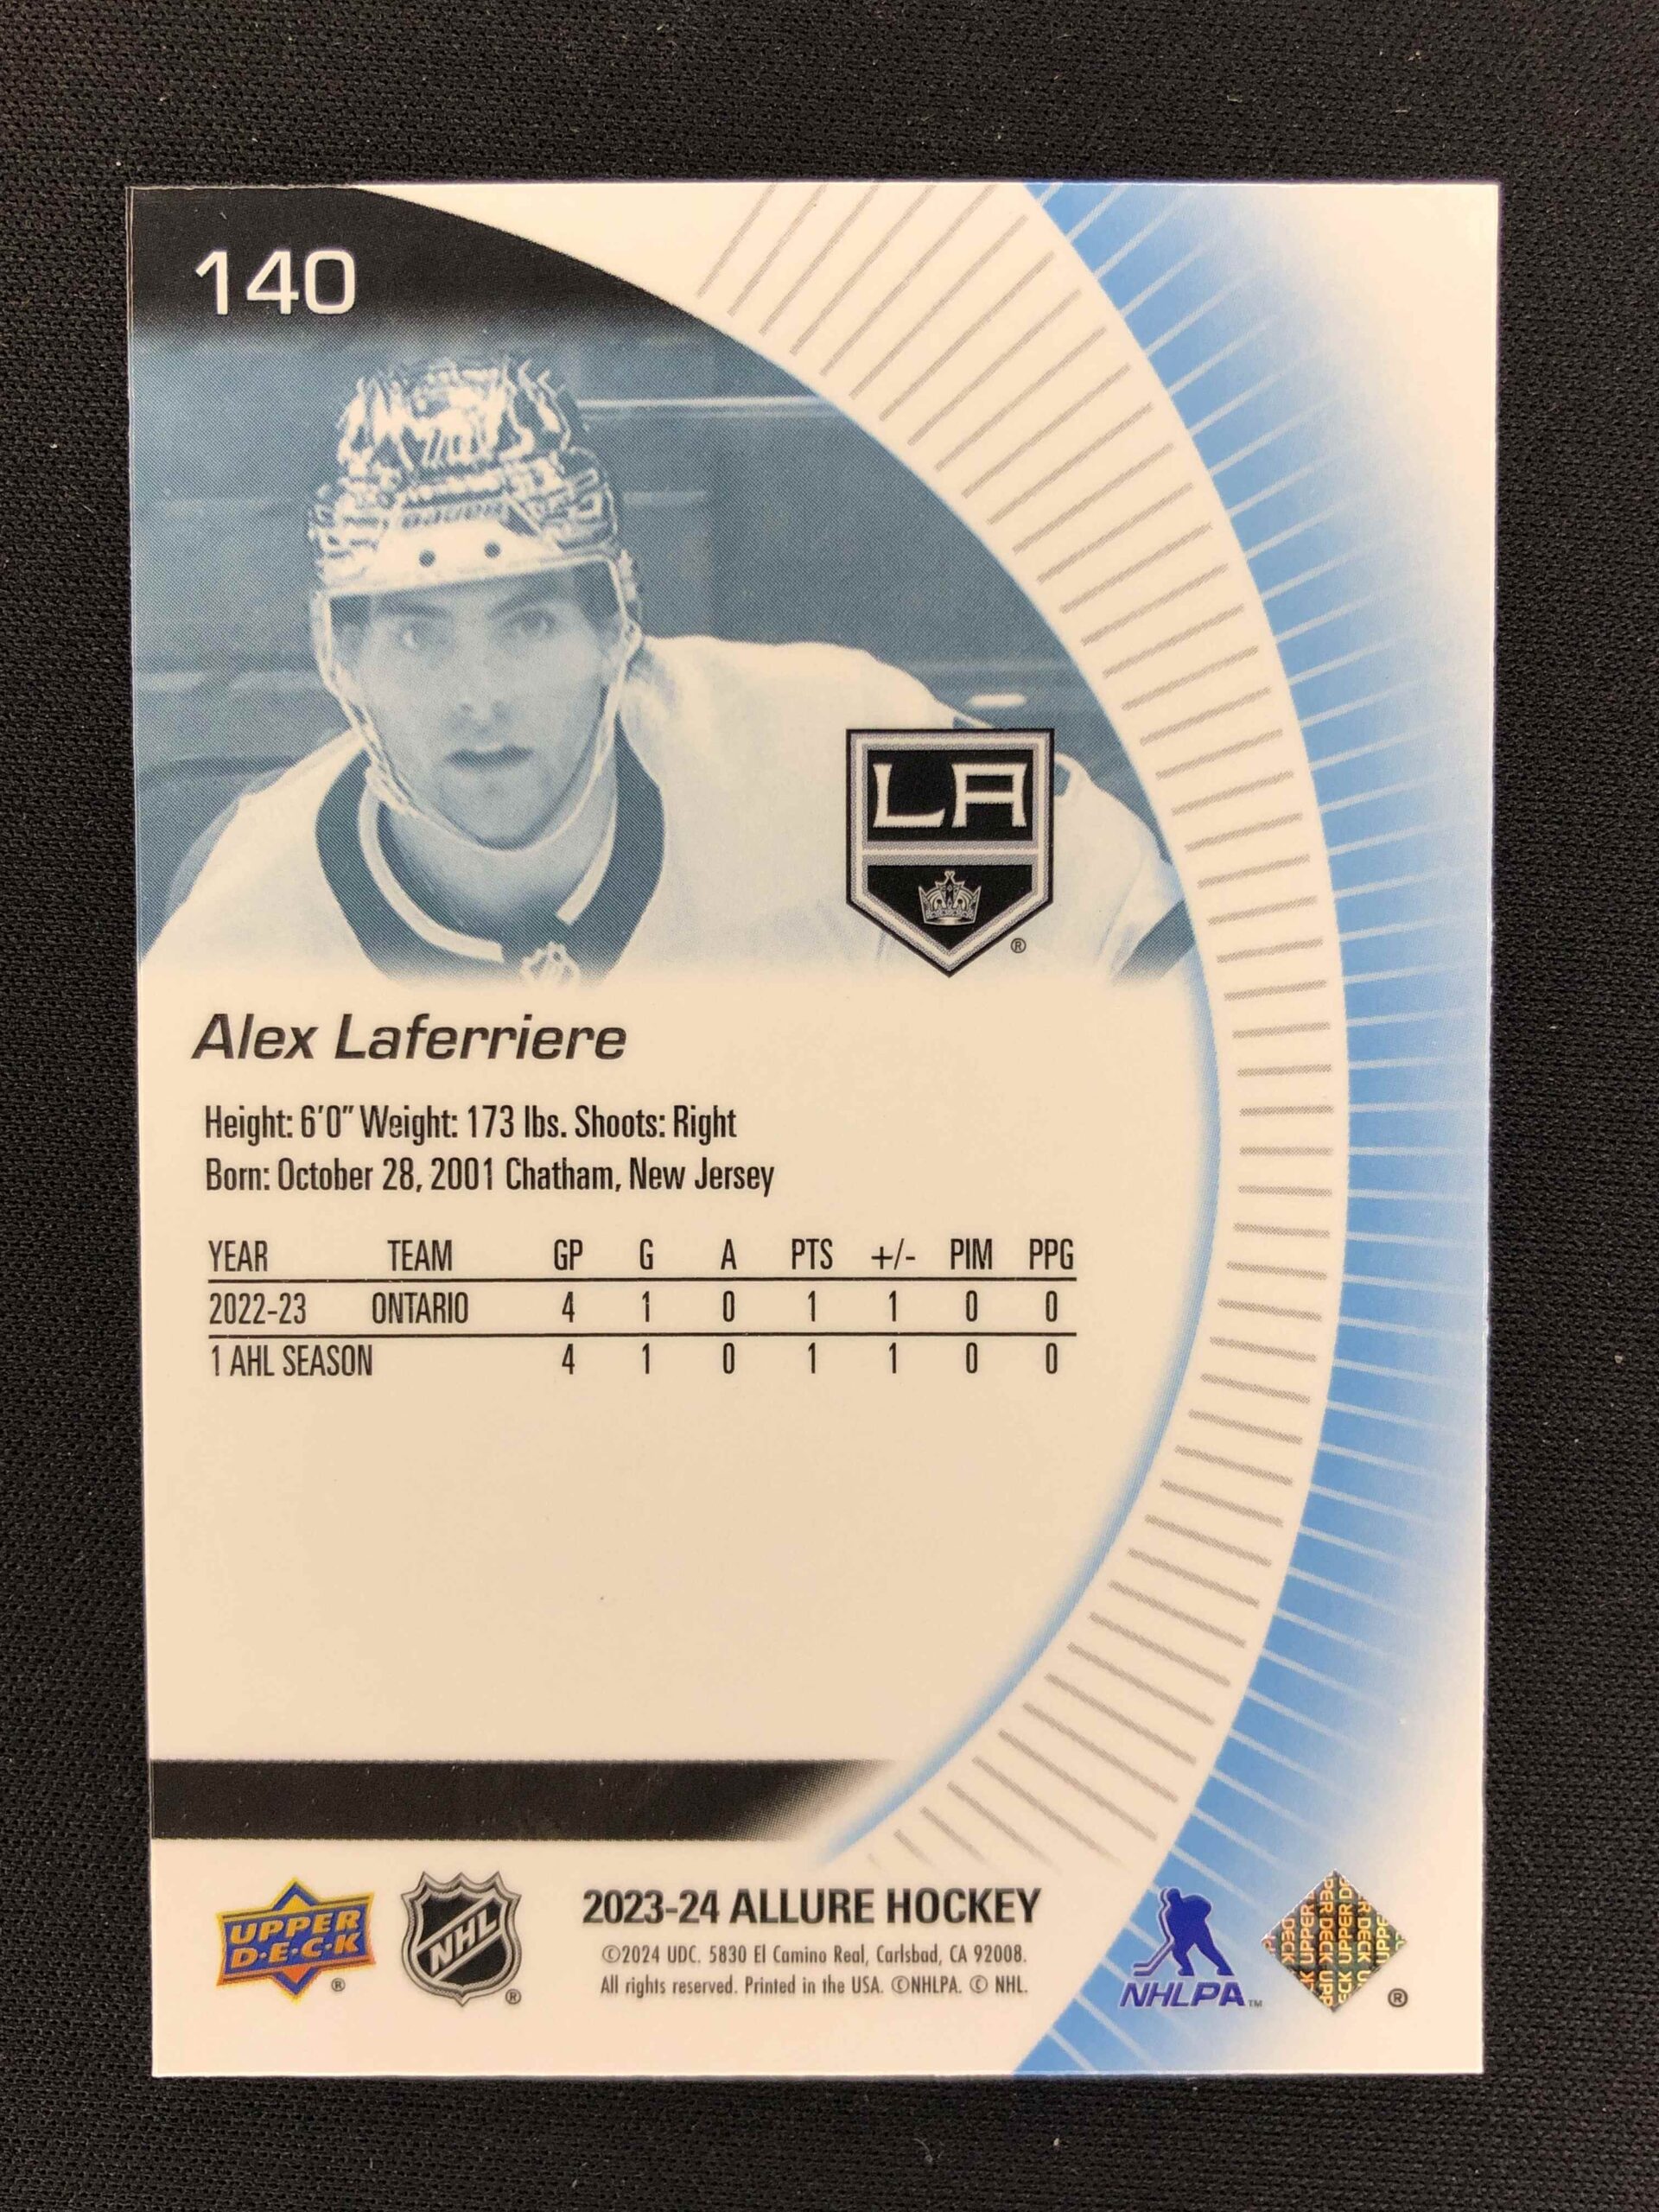 140
LA
®
Alex Laferriere
Height: 6'0" Weight: 173 lbs. Shoots: Right
Born: October 28, 2001 Chatham, New Jersey
YEAR TEAM GP G A PTS +/- PIM PPG
2022-23 ONTARIO 4 1 0 1 1 0 0
1 AHL SEASON 4 1 0 1 1 0 0
UPPER
D·E·C·K
®
NHL
®
2023-24 ALLURE HOCKEY
©2024 UDC. 5830 El Camino Real, Carlsbad, CA 92008.
All rights reserved. Printed in the USA. ©NHLPA. © NHL.
NHLPA™
UPPER DECK
®